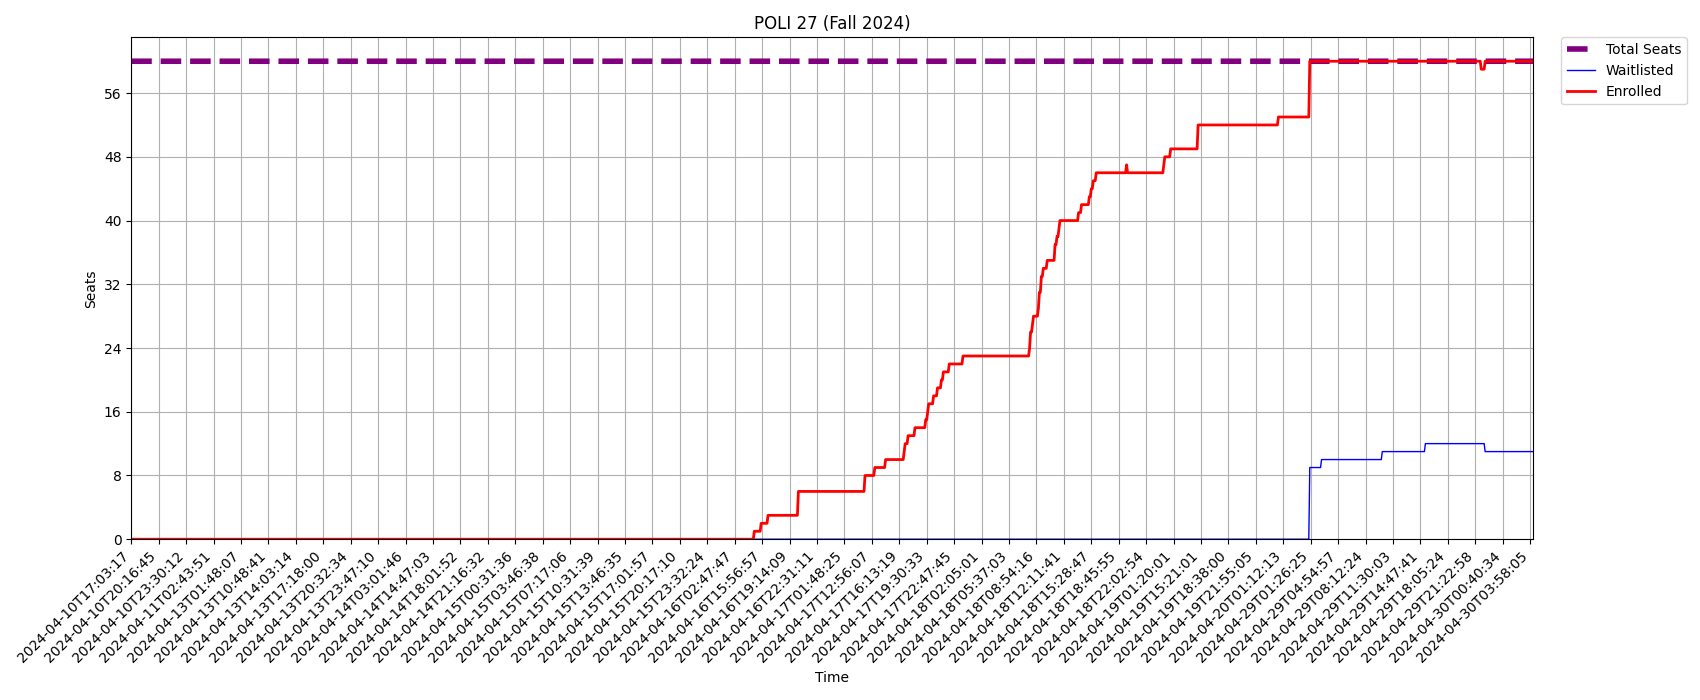 POLI 27 (Fall 2024)
Total Seats
Waitlisted
Enrolled
Seats
56
48
40
32
24
16
8
0
2024-04-10T17:03:17
2024-04-10T20:16:45
2024-04-10T23:30:12
2024-04-11T02:43:51
2024-04-13T01:48:07
2024-04-13T10:48:41
2024-04-13T14:03:14
2024-04-13T17:18:00
2024-04-13T20:32:34
2024-04-13T23:47:10
2024-04-14T03:01:46
2024-04-14T14:47:03
2024-04-14T18:01:52
2024-04-14T21:16:32
2024-04-15T00:31:36
2024-04-15T03:46:38
2024-04-15T07:17:06
2024-04-15T10:31:39
2024-04-15T13:46:35
2024-04-15T17:01:57
2024-04-15T20:17:10
2024-04-15T23:32:24
2024-04-16T02:47:47
2024-04-16T15:56:57
2024-04-16T19:14:09
2024-04-16T22:31:11
2024-04-17T01:48:25
2024-04-17T12:56:07
2024-04-17T16:13:19
2024-04-17T19:30:33
2024-04-17T22:47:45
2024-04-18T02:05:01
2024-04-18T05:37:03
2024-04-18T08:54:16
2024-04-18T12:11:41
2024-04-18T15:28:47
2024-04-18T18:45:55
2024-04-18T22:02:54
2024-04-19T01:20:01
2024-04-19T15:21:01
2024-04-19T18:38:00
2024-04-19T21:55:05
2024-04-20T01:12:13
2024-04-29T01:26:25
2024-04-29T04:54:57
2024-04-29T08:12:24
2024-04-29T11:30:03
2024-04-29T14:47:41
2024-04-29T18:05:24
2024-04-29T21:22:58
2024-04-30T00:40:34
2024-04-30T03:58:05
Time